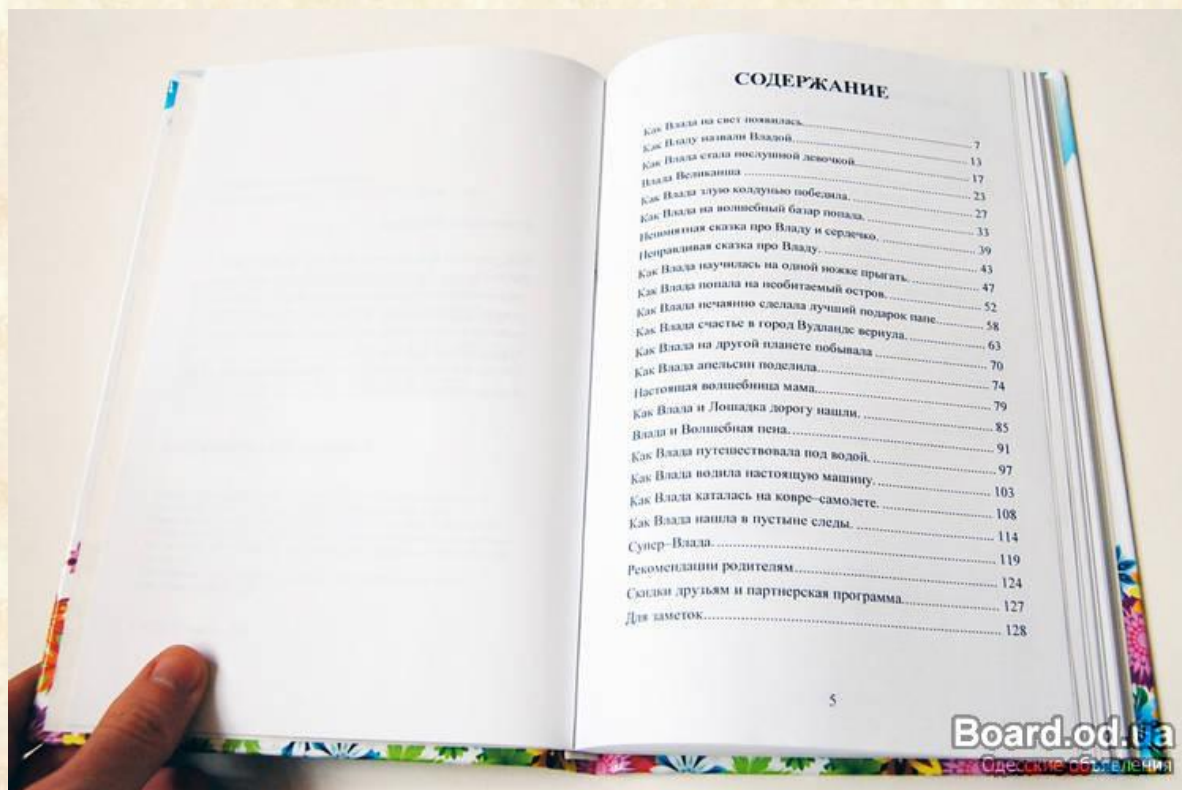 СОДЕРЖАНИЕ
Как Влада на свет появилась 7
Как Владу назвали Владой 13
Как Влада стала послушной девочкой 17
Влада Великанша 23
Как Влада злую колдунью победила. 27
Как Влада на волшебный базар попала. 33
Непонятная сказка про Владу и сердечко. 39
Неправдивая сказка про Владу. 43
Как Влада научилась на одной ножке прыгать. 47
Как Влада попала на необитаемый остров. 52
Как Влада нечаянно сделала лучший подарок папе 58
Как Влада счастье в город Вудландс вернула. 63
Как Влада на другой планете побывала 70
Как Влада апельсин поделила 74
Настоящая волшебница мама 79
Как Влада и Лошадка дорогу нашли. 85
Влада и Волшебная пена 91
Как Влада путешествовала под водой. 97
Как Влада водила настоящую машину. 103
Как Влада каталась на ковре–самолете. 108
Как Влада нашла в пустыне следы. 114
Супер–Влада. 119
Рекомендации родителям 124
Скидки друзьям и партнерская программа 127
Для заметок 128
5
Board.od.ua
Одесские объявления